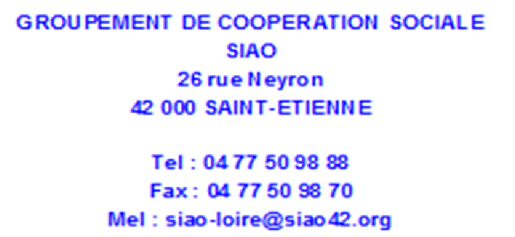 GROUPEMENT DE COOPERATION SOCIALE
SIAO
26 rue Neyron
42 000 SAINT-ETIENNE
Tel : 04 77 50 98 88
Fax : 04 77 50 98 70
Mel : siao-loire@siao42.org